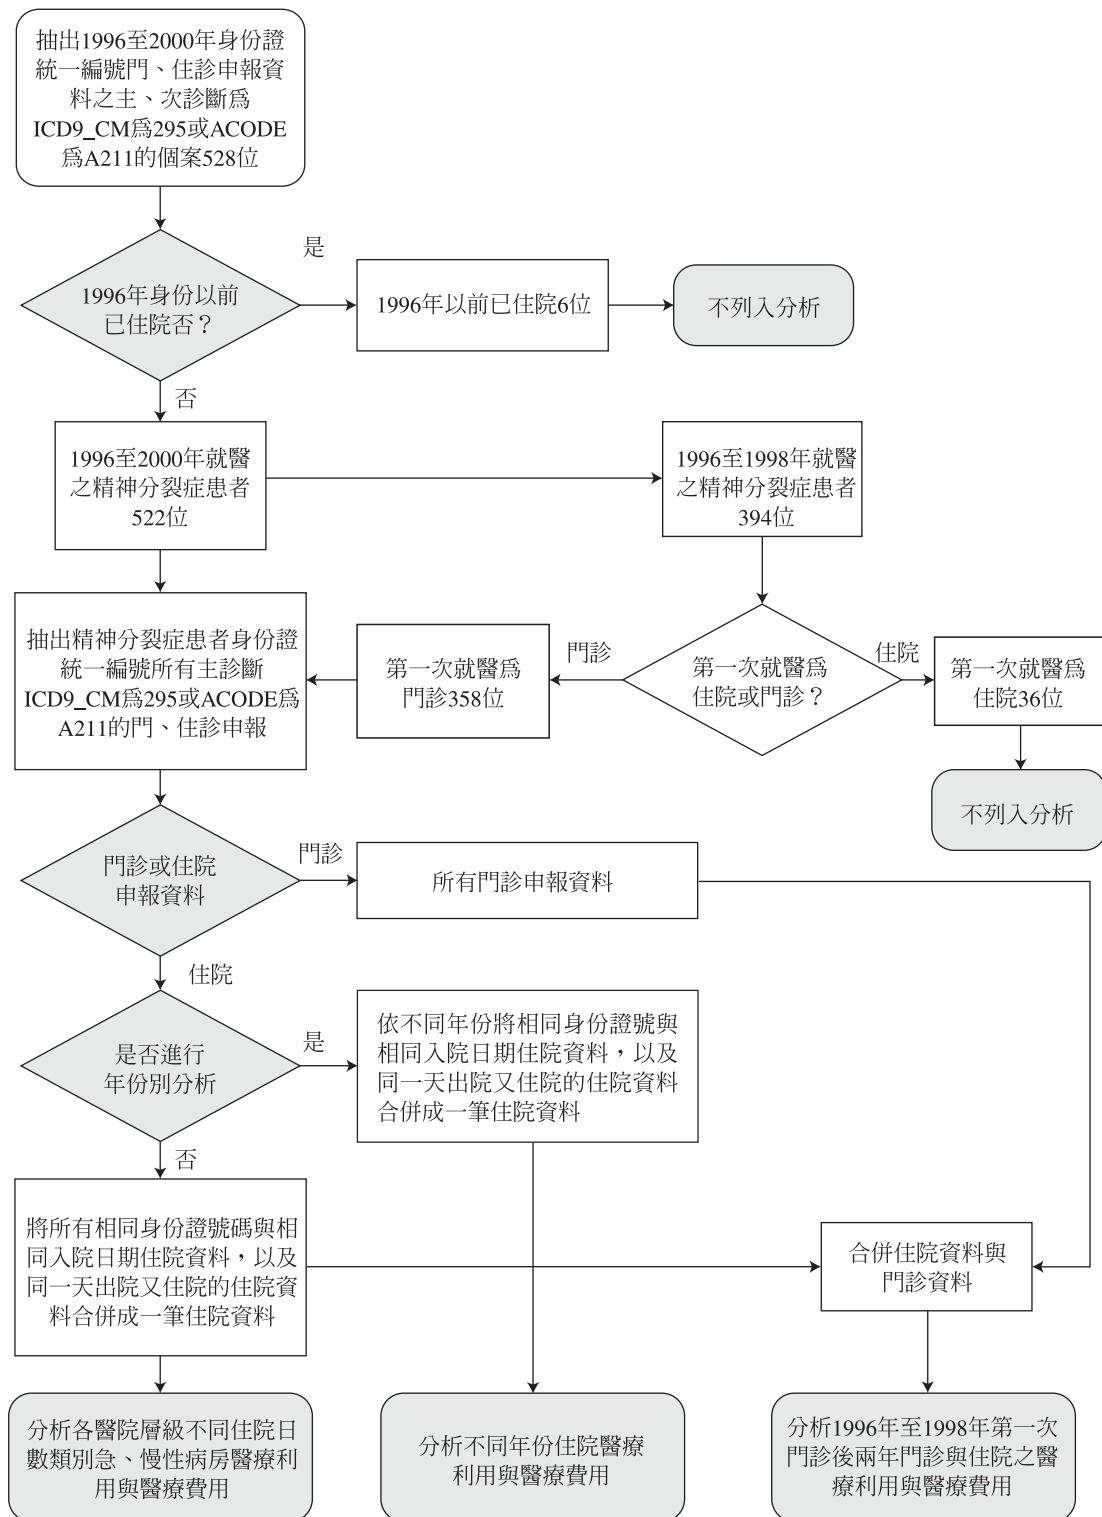 抽出1996至2000年身份證
統一編號門、住診申報資
料之主、次診斷爲
ICD9_CM爲295或ACODE
爲A211的個案528位
是
1996年身份以前
已住院否？
1996年以前已住院6位
不列入分析
否
1996至2000年就醫
之精神分裂症患者
522位
1996至1998年就醫
之精神分裂症患者
394位
抽出精神分裂症患者身份證
統一編號所有主診斷
ICD9_CM爲295或ACODE爲
A211的門、住診申報
第一次就醫爲
門診358位
門診
第一次就醫爲
住院或門診？
住院
第一次就醫爲
住院36位
不列入分析
門診或住院
申報資料
門診
所有門診申報資料
住院
是否進行
年份別分析
是
依不同年份將相同身份證號與
相同入院日期住院資料，以及
同一天出院又住院的住院資料
合併成一筆住院資料
否
將所有相同身份證號碼與相
同入院日期住院資料，以及
同一天出院又住院的住院資
料合併成一筆住院資料
合併住院資料與
門診資料
分析各醫院層級不同住院日
數類別急、慢性病房醫療利
用與醫療費用
分析不同年份住院醫療
利用與醫療費用
分析1996年至1998年第一次
門診後兩年門診與住院之醫
療利用與醫療費用